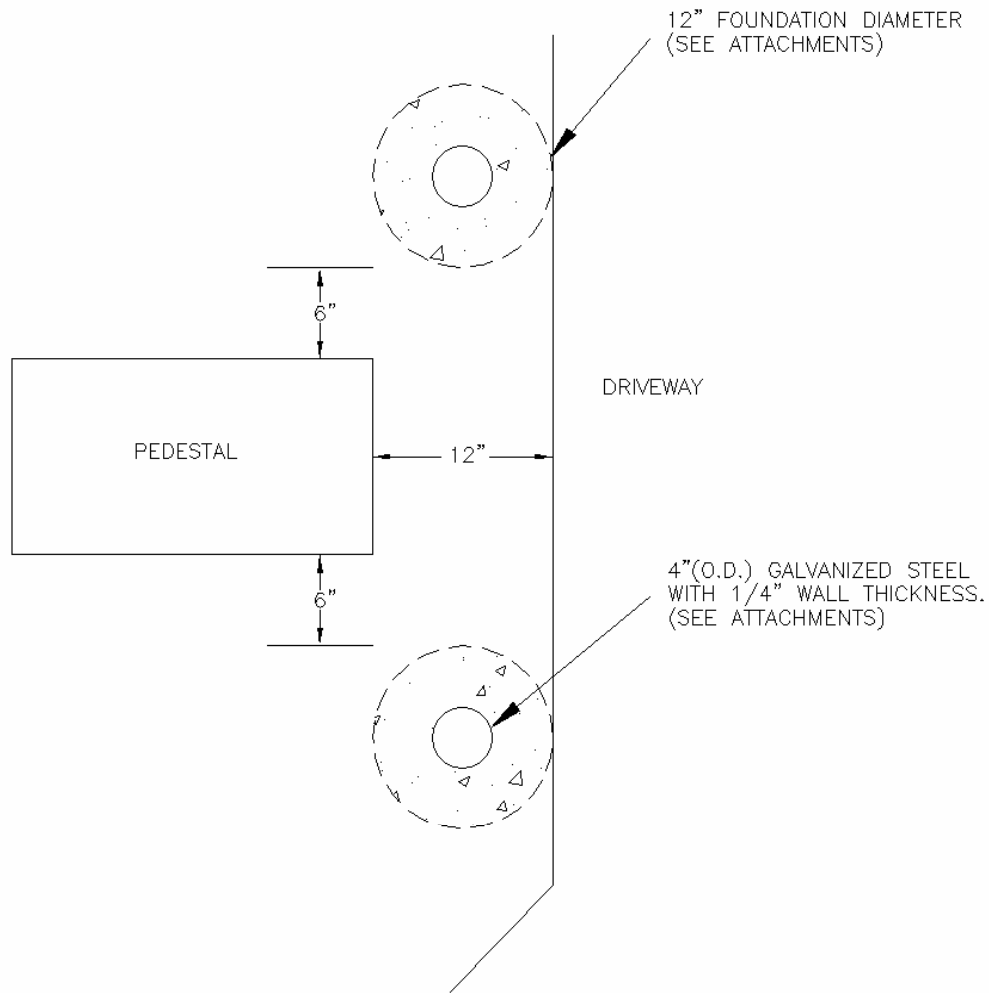 12" FOUNDATION DIAMETER
(SEE ATTACHMENTS)
6"
DRIVEWAY
PEDESTAL
12"
4"(O.D.) GALVANIZED STEEL
WITH 1/4" WALL THICKNESS.
(SEE ATTACHMENTS)
6"